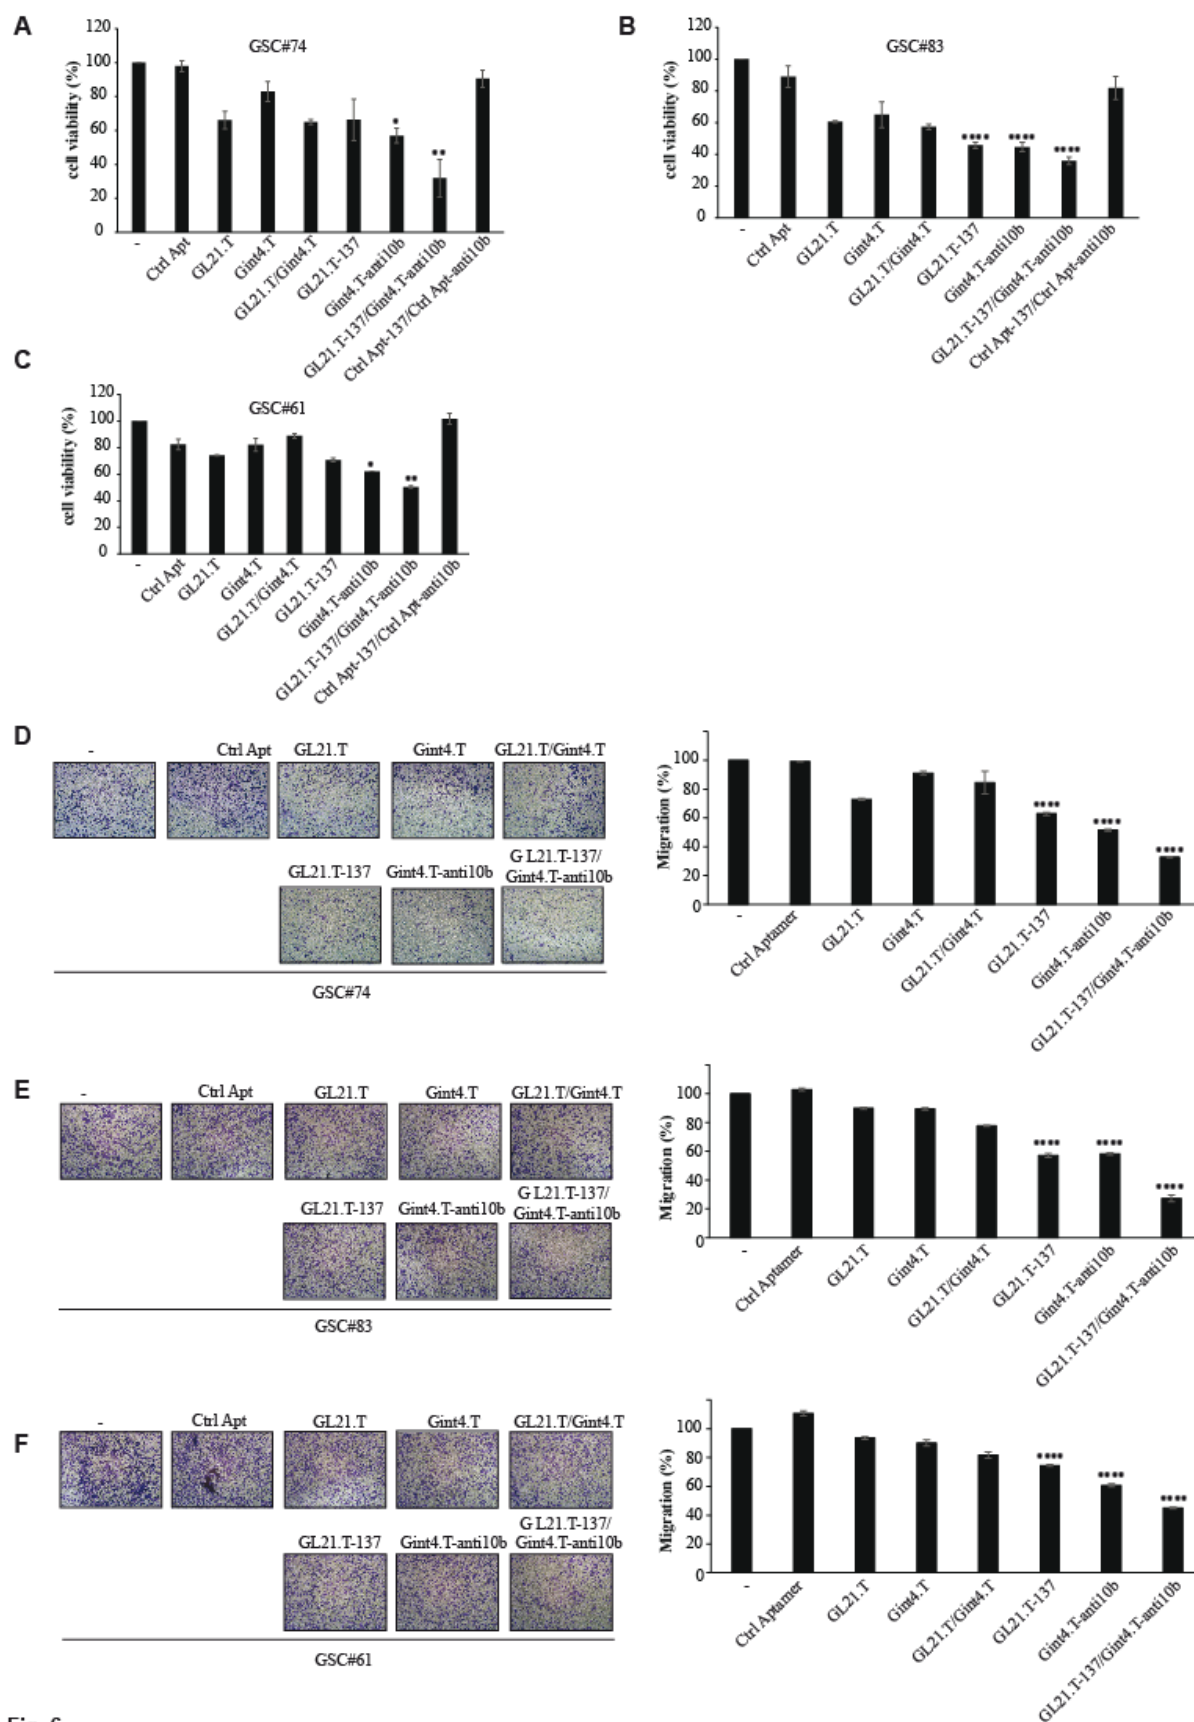 A
GSC#74
cell viability (%)
120
100
80
60
40
20
0
*
**
-
Ctrl Apt
GL21.T
Gint4.T
GL21.T/Gint4.T
GL21.T-137
Gint4.T-anti10b
GL21.T-137/Gint4.T-anti10b
Ctrl Apt-137/Ctrl Apt-anti10b
B
GSC#83
cell viability (%)
120
100
80
60
40
20
0
****
****
****
-
Ctrl Apt
GL21.T
Gint4.T
GL21.T/Gint4.T
GL21.T-137
Gint4.T-anti10b
GL21.T-137/Gint4.T-anti10b
Ctrl Apt-137/Ctrl Apt-anti10b
C
GSC#61
cell viability (%)
120
100
80
60
40
20
0
*
**
-
Ctrl Apt
GL21.T
Gint4.T
GL21.T/Gint4.T
GL21.T-137
Gint4.T-anti10b
GL21.T-137/Gint4.T-anti10b
Ctrl Apt-137/Ctrl Apt-anti10b
D
- Ctrl Apt GL21.T Gint4.T GL21.T/Gint4.T
GL21.T-137 Gint4.T-anti10b G L21.T-137/
Gint4.T-anti10b
GSC#74
Migration (%)
100
80
60
40
20
0
****
****
****
-
Ctrl Aptamer
GL21.T
Gint4.T
GL21.T/Gint4.T
GL21.T-137
Gint4.T-anti10b
GL21.T-137/Gint4.T-anti10b
E
- Ctrl Apt GL21.T Gint4.T GL21.T/Gint4.T
GL21.T-137 Gint4.T-anti10b G L21.T-137/
Gint4.T-anti10b
GSC#83
Migration (%)
100
80
60
40
20
0
****
****
****
-
Ctrl Aptamer
GL21.T
Gint4.T
GL21.T/Gint4.T
GL21.T-137
Gint4.T-anti10b
GL21.T-137/Gint4.T-anti10b
F
- Ctrl Apt GL21.T Gint4.T GL21.T/Gint4.T
GL21.T-137 Gint4.T-anti10b G L21.T-137/
Gint4.T-anti10b
GSC#61
Migration (%)
100
80
60
40
20
0
****
****
****
-
Ctrl Aptamer
GL21.T
Gint4.T
GL21.T/Gint4.T
GL21.T-137
Gint4.T-anti10b
GL21.T-137/Gint4.T-anti10b